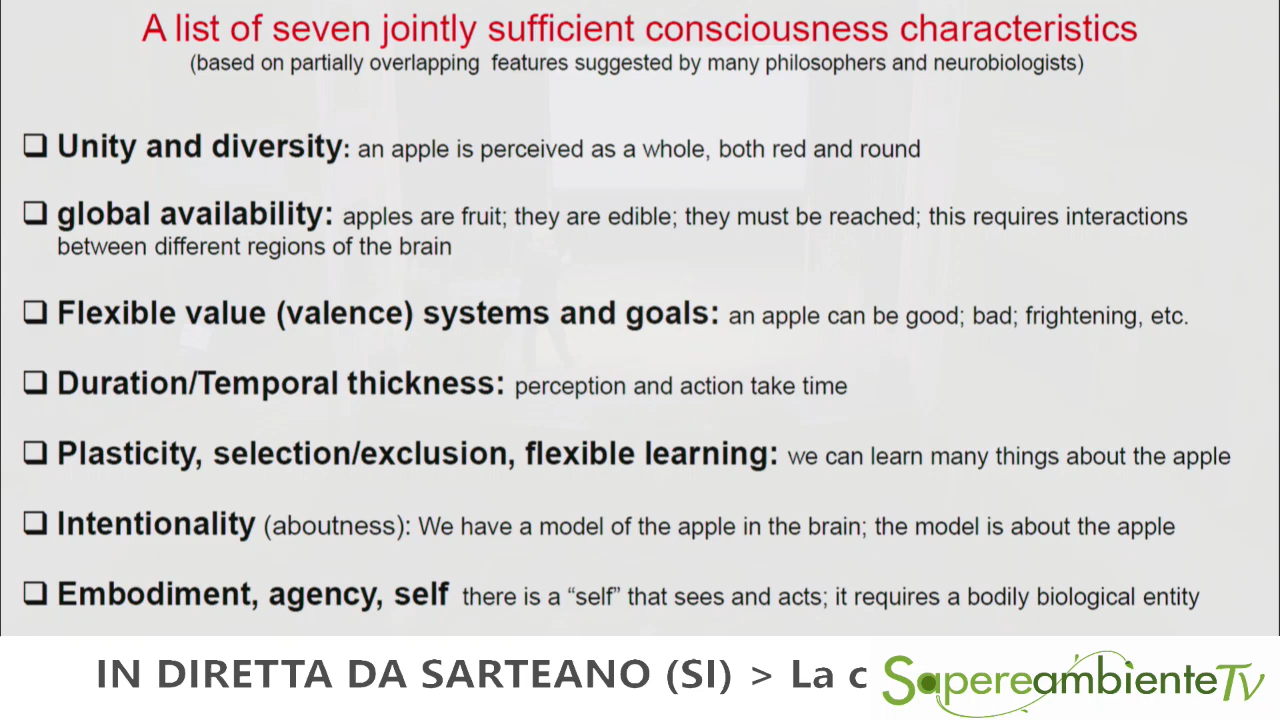 A list of seven jointly sufficient consciousness characteristics
(based on partially overlapping features suggested by many philosophers and neurobiologists)
Unity and diversity: an apple is perceived as a whole, both red and round
global availability: apples are fruit; they are edible; they must be reached; this requires interactions
between different regions of the brain
Flexible value (valence) systems and goals: an apple can be good; bad; frightening, etc.
Duration/Temporal thickness: perception and action take time
Plasticity, selection/exclusion, flexible learning: we can learn many things about the apple
Intentionality (aboutness): We have a model of the apple in the brain; the model is about the apple
Embodiment, agency, self there is a “self” that sees and acts; it requires a bodily biological entity
IN DIRETTA DA SARTEANO (SI) > La c
SapereambienteTv